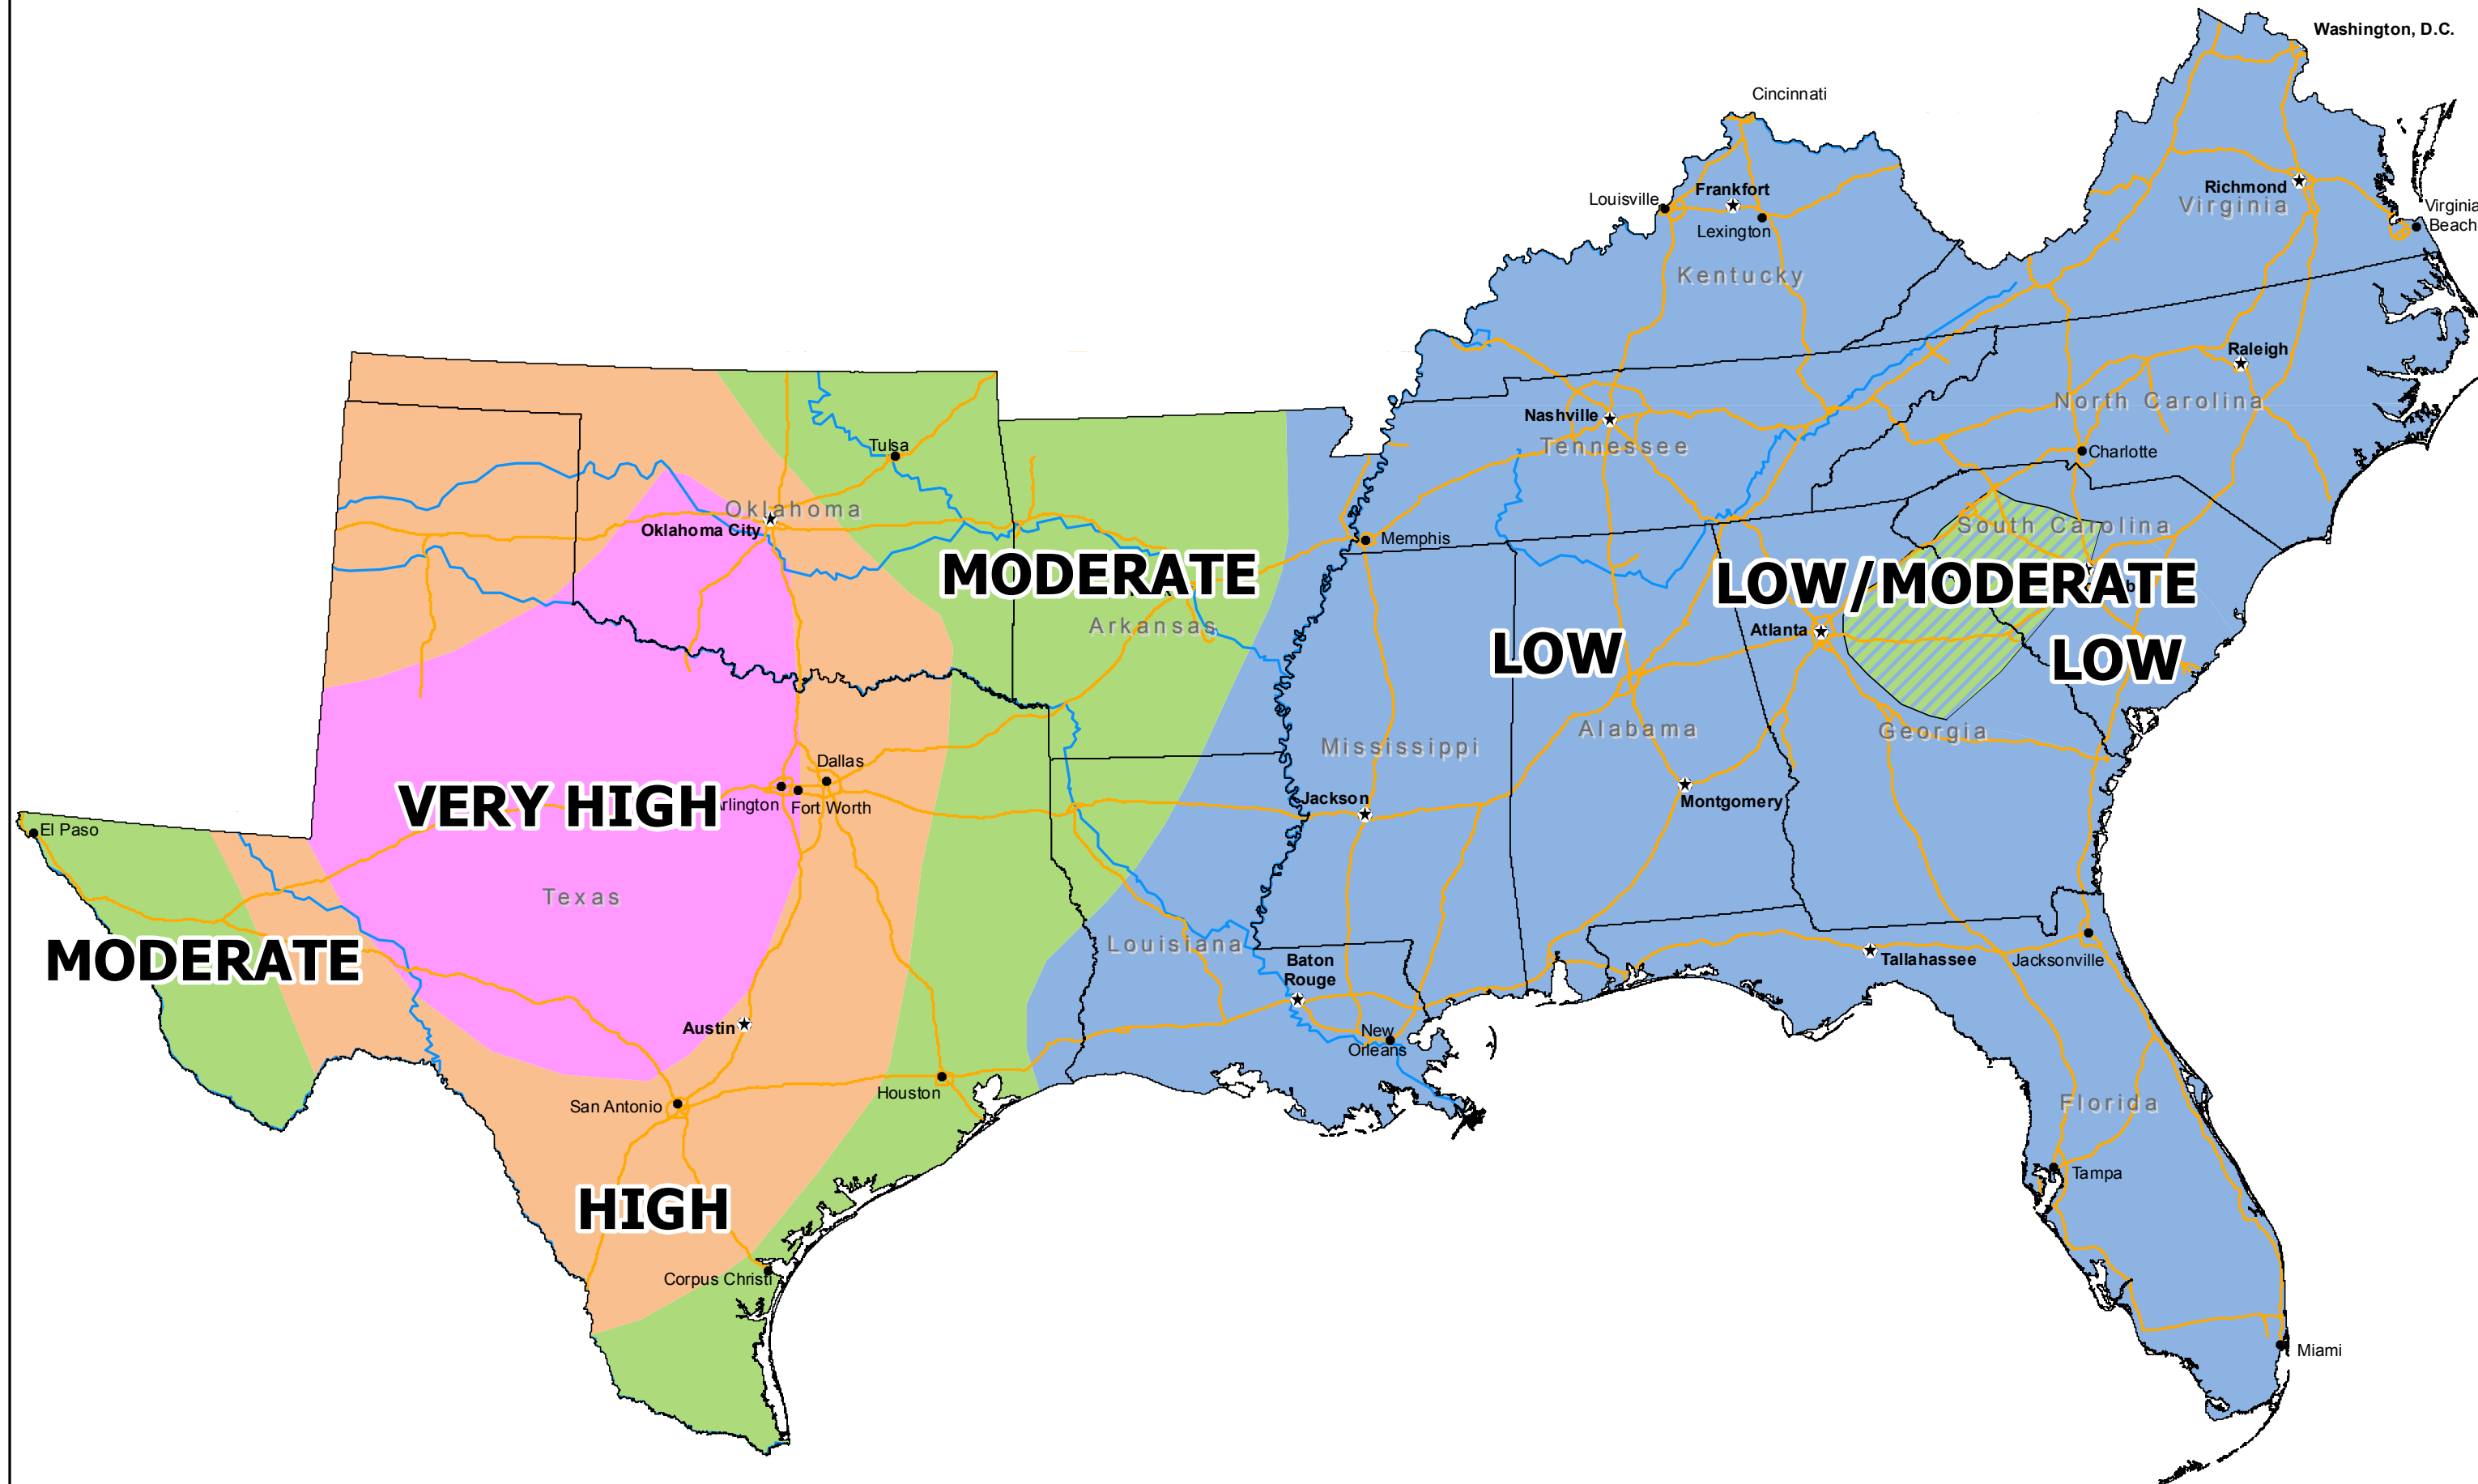 Washington, D.C.
Cincinnati
Louisville
Frankfort
Lexington
Kentucky
Richmond
Virginia
Virginia
Beach
Raleigh
North Carolina
Charlotte
Nashville
Tennessee
Memphis
Tulsa
Oklahoma
Oklahoma City
MODERATE
Arkansas
South Carolina
LOW/MODERATE
Atlanta
LOW
LOW
Georgia
Alabama
Mississippi
Montgomery
Jackson
Dallas
Fort Worth
rlington
VERY HIGH
El Paso
Texas
MODERATE
Louisiana
Baton
Rouge
New
Orleans
Tallahassee
Jacksonville
Austin
San Antonio
Houston
HIGH
Corpus Christi
Florida
Tampa
Miami